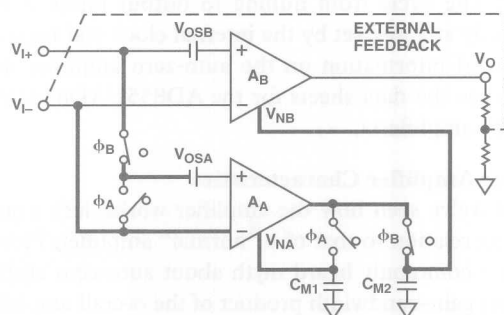 EXTERNAL
FEEDBACK
V_I+
V_OSB
+
A_B
–
V_NB
V_O
V_I–
ϕ_B
V_OSA
ϕ_A
+
A_A
–
V_NA
ϕ_A
ϕ_B
C_M1
C_M2